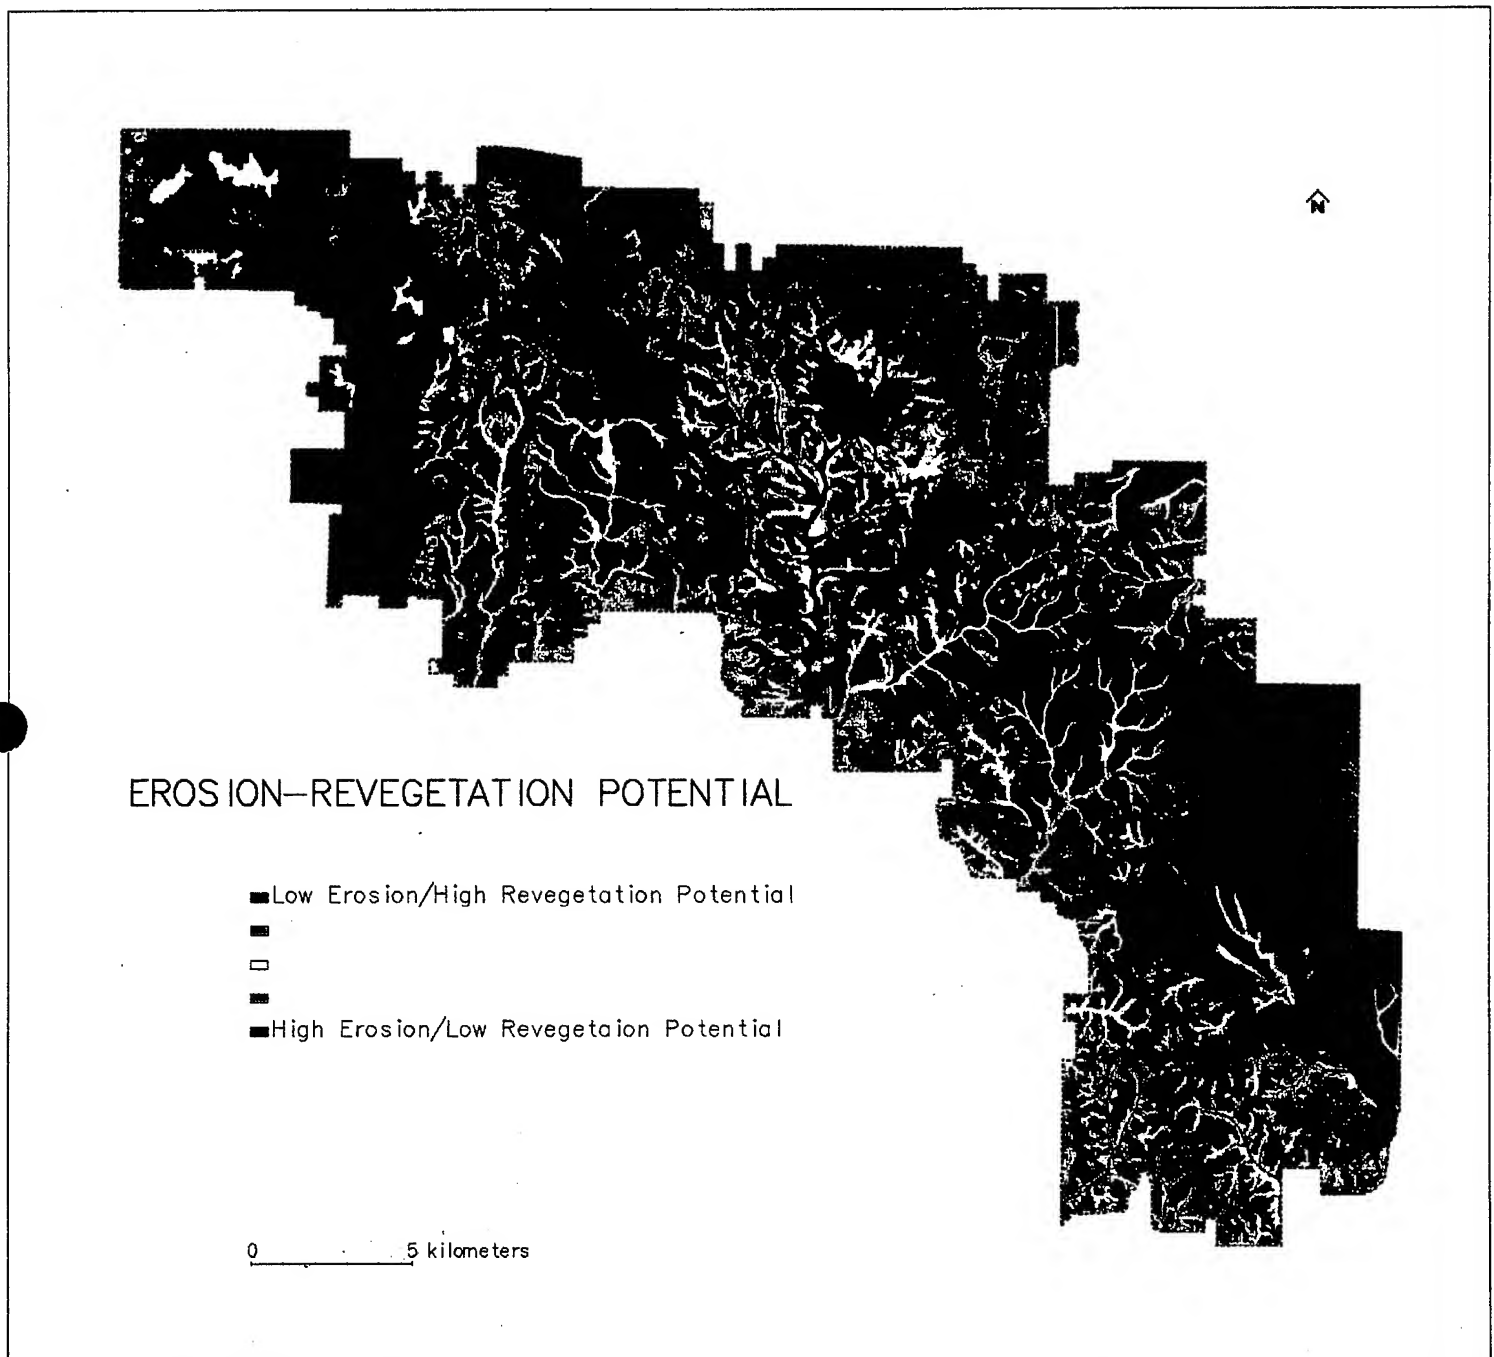 N
EROSION–REVEGETATION POTENTIAL
Low Erosion/High Revegetation Potential
High Erosion/Low Revegetaion Potential
0 5 kilometers